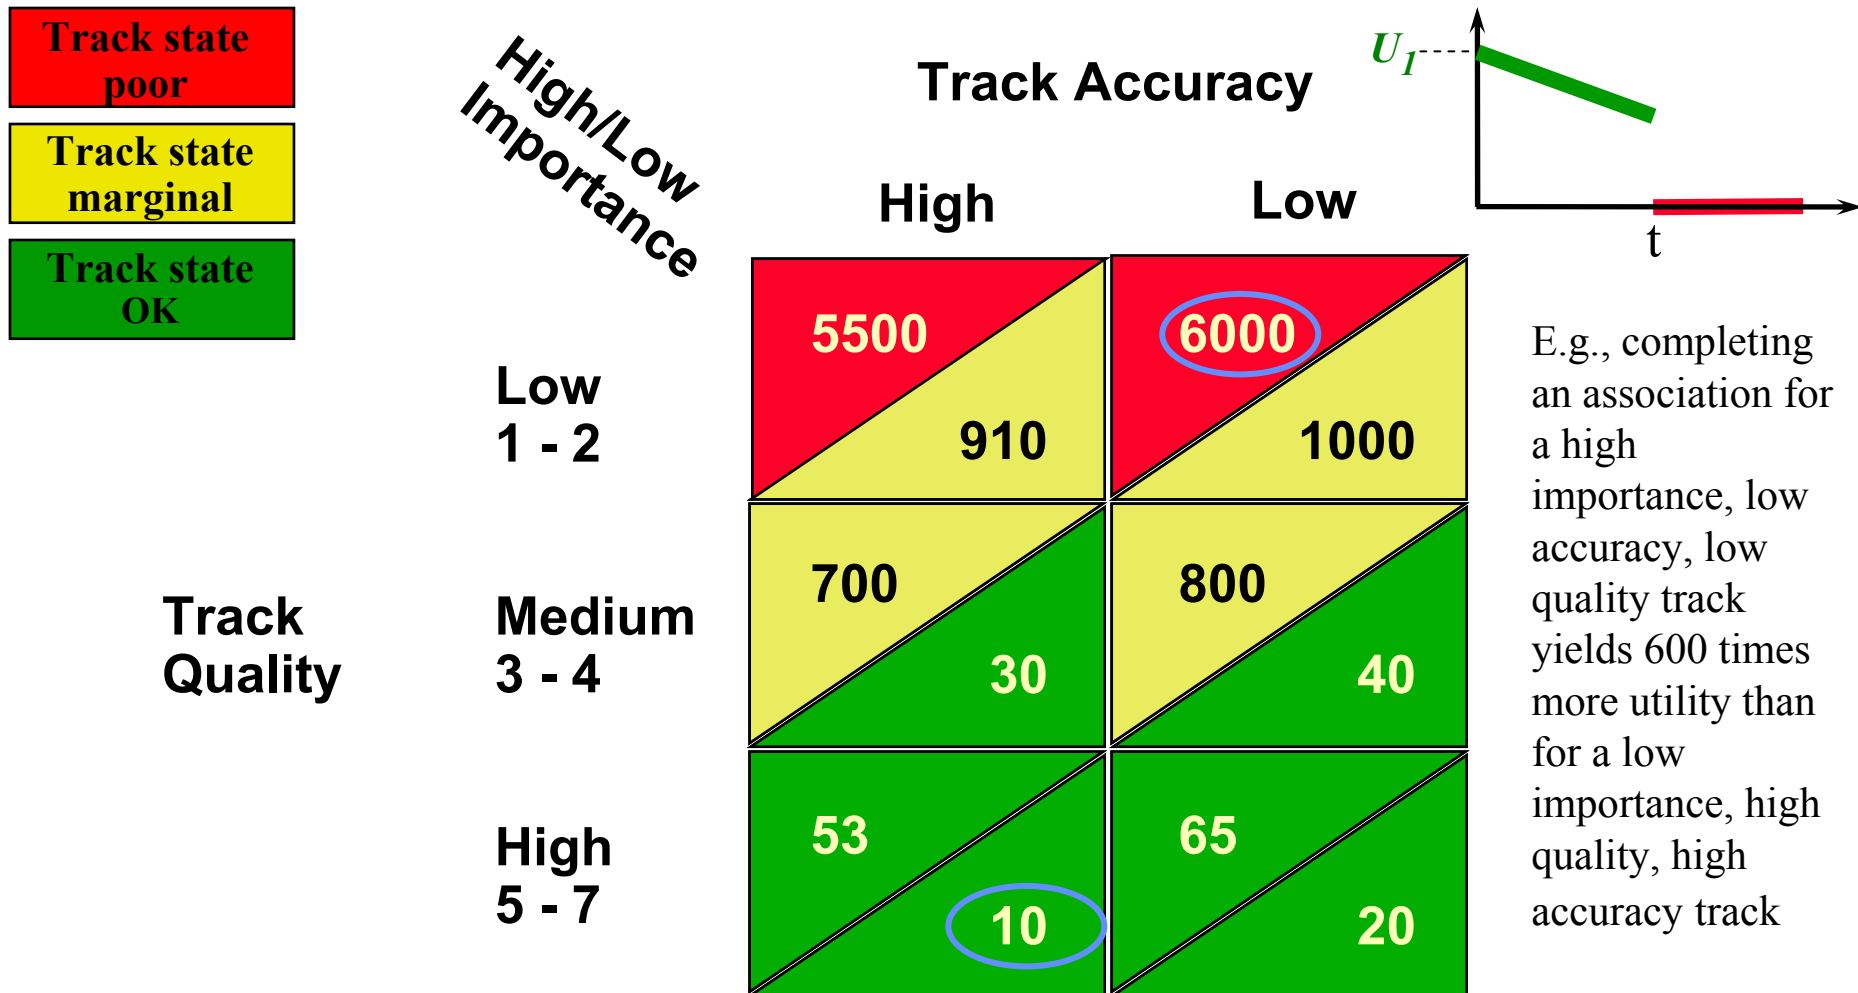 Track state
poor
Track state
marginal
Track state
OK
High/Low
Importance
Track Accuracy
High
Low
U1
t
Low
1 - 2
5500
910
6000
1000
Track
Quality
Medium
3 - 4
700
30
800
40
High
5 - 7
53
10
65
20
E.g., completing
an association for
a high
importance, low
accuracy, low
quality track
yields 600 times
more utility than
for a low
importance, high
quality, high
accuracy track